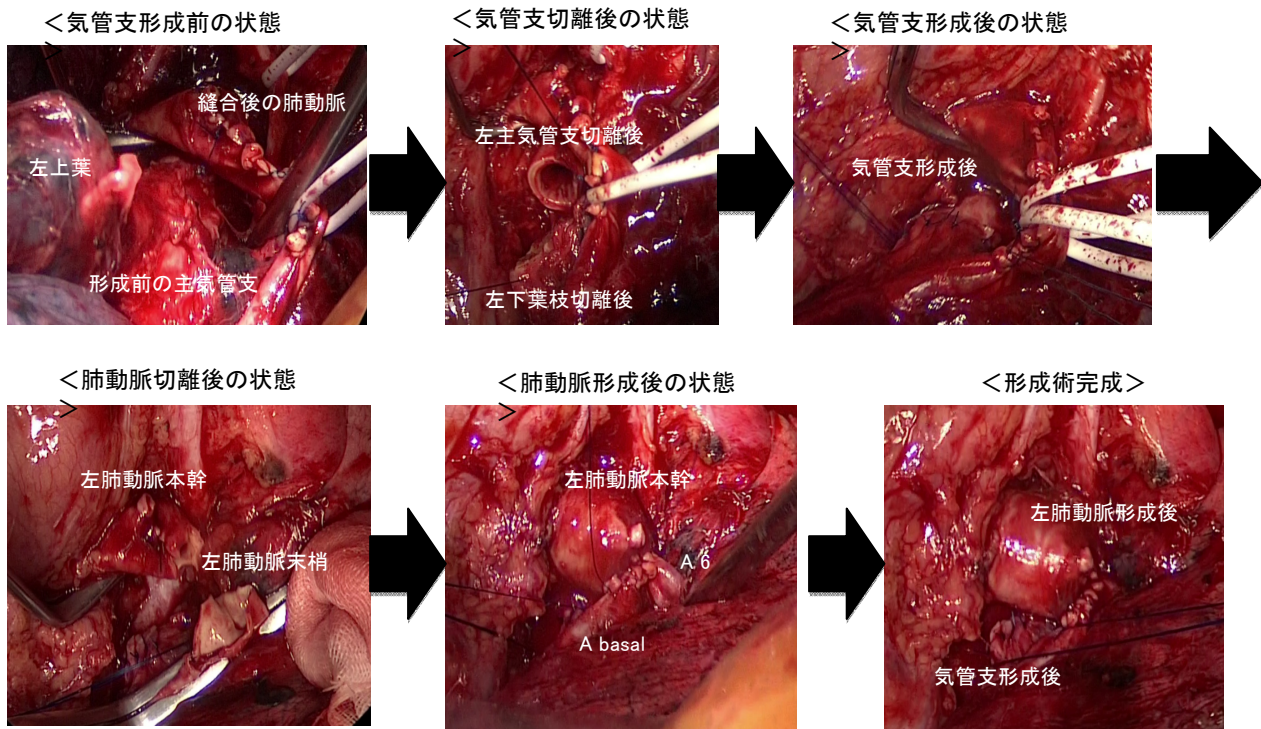 ＜気管支形成前の状態
＞
縫合後の肺動脈
左上葉
形成前の主気管支
＜気管支切離後の状態
＞
左主気管支切離後
左下葉枝切離後
＜気管支形成後の状態
＞
気管支形成後
＜肺動脈切離後の状態
＞
左肺動脈本幹
左肺動脈末梢
＜肺動脈形成後の状態
＞
左肺動脈本幹
A 6
A basal
＜形成術完成＞
左肺動脈形成後
気管支形成後